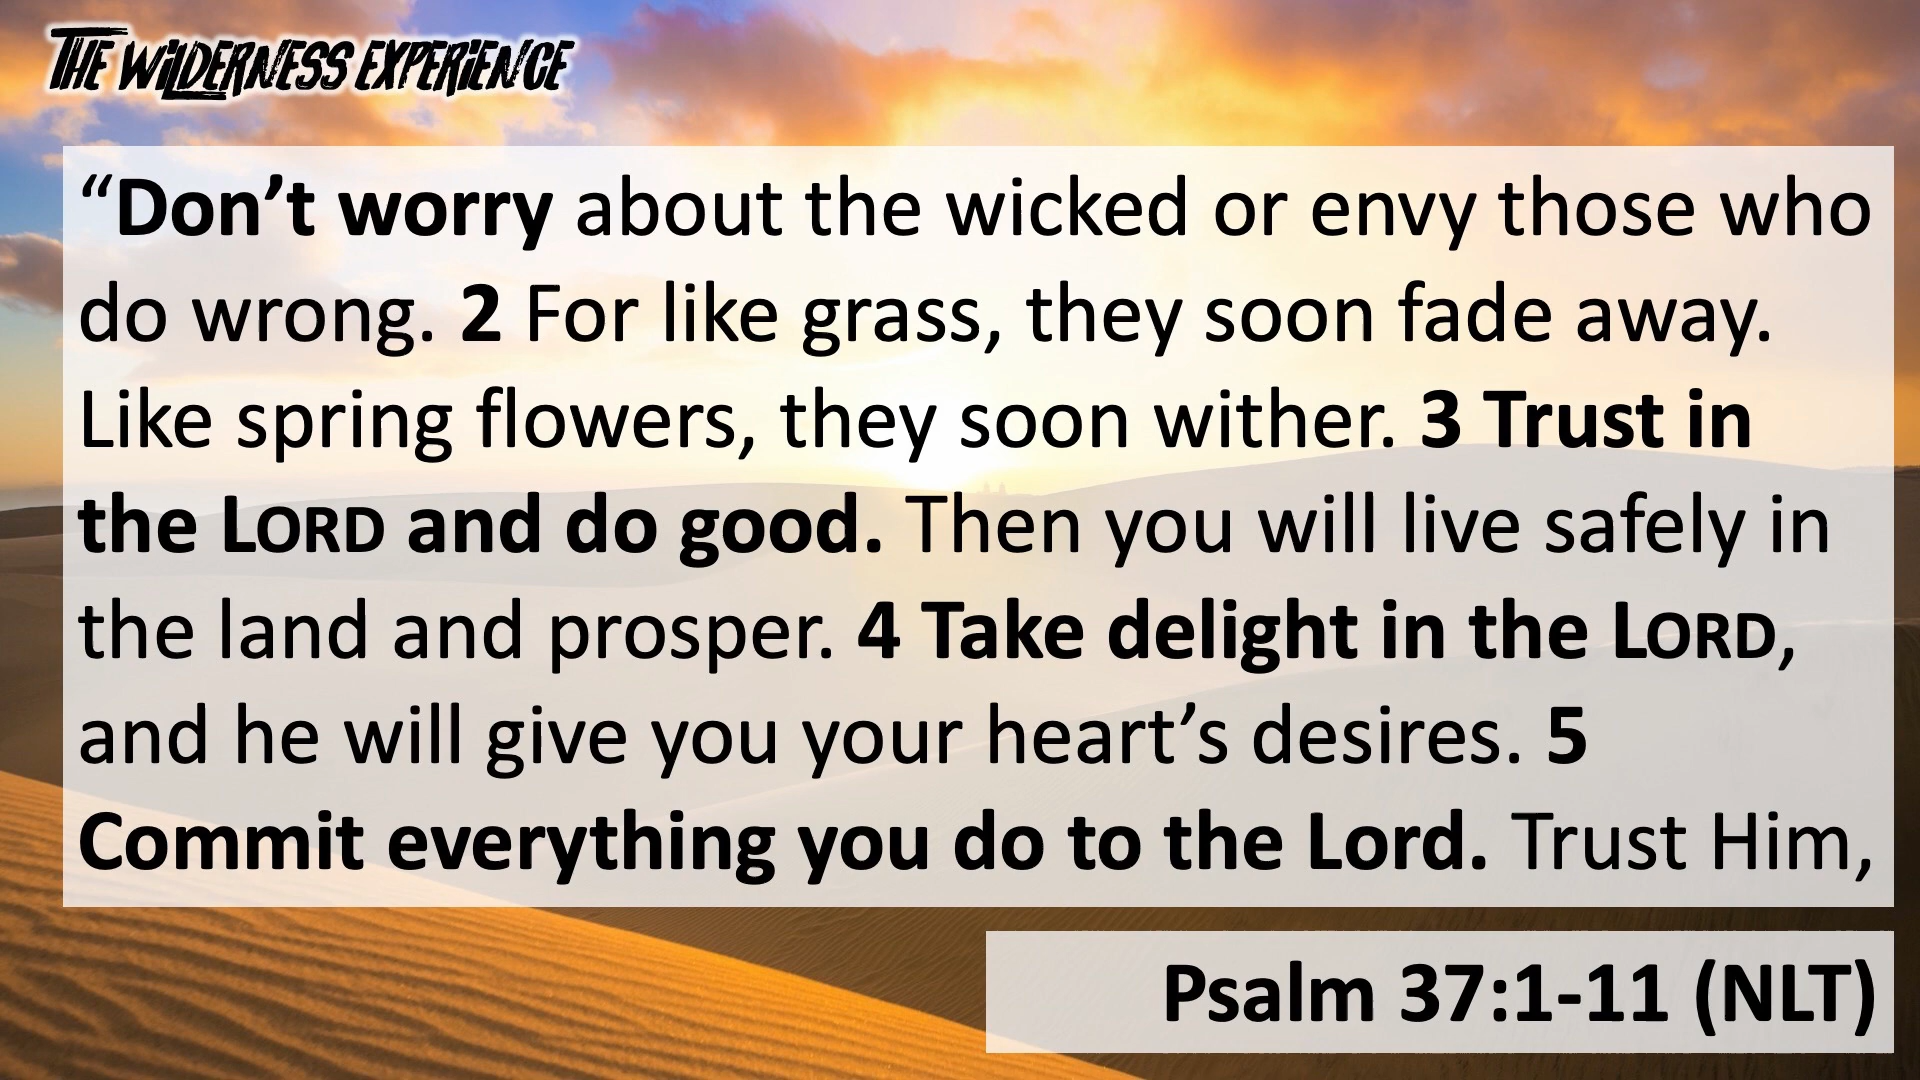 THE WILDERNESS EXPERIENCE
“Don’t worry about the wicked or envy those who
do wrong. 2 For like grass, they soon fade away.
Like spring flowers, they soon wither. 3 Trust in
the LORD and do good. Then you will live safely in
the land and prosper. 4 Take delight in the LORD,
and he will give you your heart’s desires. 5
Commit everything you do to the Lord. Trust Him,
Psalm 37:1-11 (NLT)